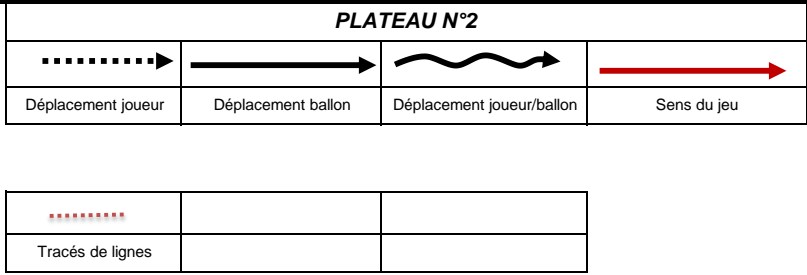 PLATEAU N°2
Déplacement joueur
Déplacement ballon
Déplacement joueur/ballon
Sens du jeu
Tracés de lignes